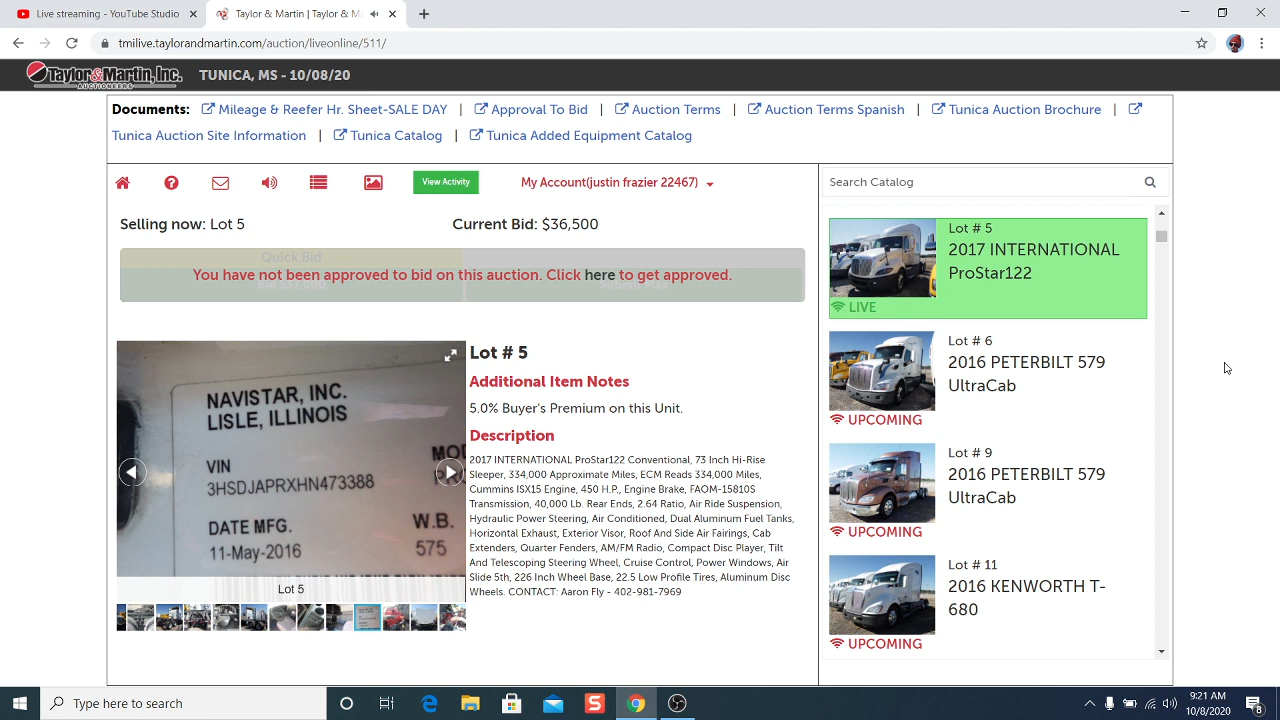 Live streaming - YouTube Studio
Taylor & Martin | Taylor & M
tmilive.taylorandmartin.com/auction/liveonline/511/
Taylor&Martin, Inc.
AUCTIONEERS
TUNICA, MS - 10/08/20
Documents: Mileage & Reefer Hr. Sheet-SALE DAY | Approval To Bid | Auction Terms | Auction Terms Spanish | Tunica Auction Brochure |
Tunica Auction Site Information | Tunica Catalog | Tunica Added Equipment Catalog
View Activity
My Account(justin frazier 22467)
Selling now: Lot 5
Current Bid: $36,500
Quick Bid
You have not been approved to bid on this auction. Click here to get approved.
Bid $37,000
Submit Max
NAVISTAR, INC.
LISLE, ILLINOIS
VIN
3HSDJAPRXHN473388
DATE MFG.
11-May-2016
W.B.
575
Lot 5
Lot # 5
Additional Item Notes
5.0% Buyer's Premium on this Unit.
Description
2017 INTERNATIONAL ProStar122 Conventional, 73 Inch Hi-Rise
Sleeper, 334,000 Approximate Miles, ECM Reads 334,000 Miles,
Cummins ISX15 Engine, 450 H.P., Engine Brake, FAOM-15810S
Transmission, 40,000 Lb. Rear Ends, 2.64 Ratio, Air Ride Suspension,
Hydraulic Power Steering, Air Conditioned, Dual Aluminum Fuel Tanks,
Horizontal Exhaust, Exterior Visor, Roof And Side Air Fairings, Cab
Extenders, Quarter Fenders, AM/FM Radio, Compact Disc Player, Tilt
And Telescoping Steering Wheel, Cruise Control, Power Windows, Air
Slide 5th, 226 Inch Wheel Base, 22.5 Low Profile Tires, Aluminum Disc
Wheels. CONTACT: Aaron Fly - 402-981-7969
Search Catalog
Lot # 5
2017 INTERNATIONAL
ProStar122
LIVE
Lot # 6
2016 PETERBILT 579
UltraCab
UPCOMING
Lot # 9
2016 PETERBILT 579
UltraCab
UPCOMING
Lot # 11
2016 KENWORTH T-
680
UPCOMING
Type here to search
9:21 AM
10/8/2020
8